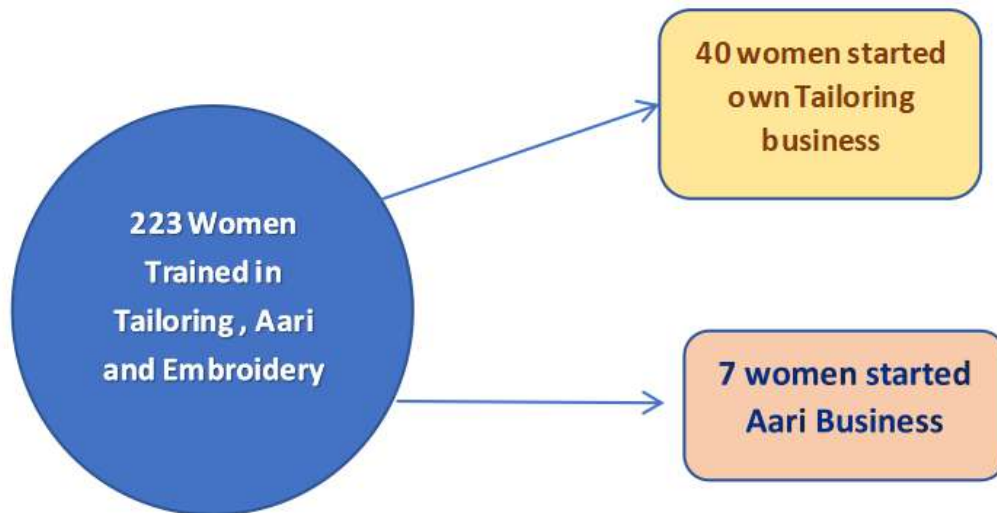 223 Women
Trained in
Tailoring , Aari
and Embroidery
40 women started
own Tailoring
business
7 women started
Aari Business